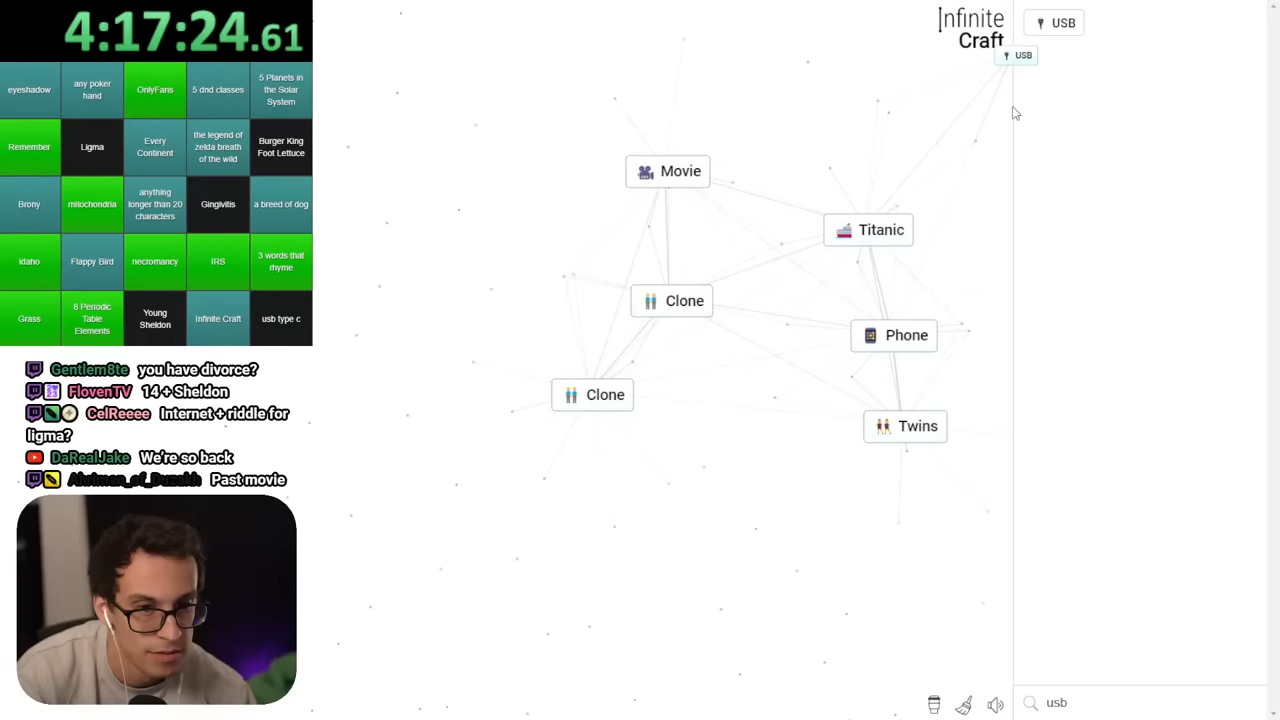 4:17:24.61
eyeshadow
any poker
hand
OnlyFans
5 dnd classes
5 Planets in
the Solar
System
Remember
Ligma
Every
Continent
the legend of
zelda breath
of the wild
Burger King
Foot Lettuce
Brony
mitochondria
anything
longer than 20
characters
Gingivitis
a breed of dog
idaho
Flappy Bird
necromancy
IRS
3 words that
rhyme
Grass
8 Periodic
Table
Elements
Young
Sheldon
Infinite Craft
usb type c
Gentlem8te you have divorce?
FlovenTV 14 + Sheldon
CelReeee Internet + riddle for
ligma?
DaRealJake We're so back
Ahriman_of_Duzakh Past movie
Infinite
Craft
USB
USB
Movie
Titanic
Clone
Phone
Clone
Twins
usb